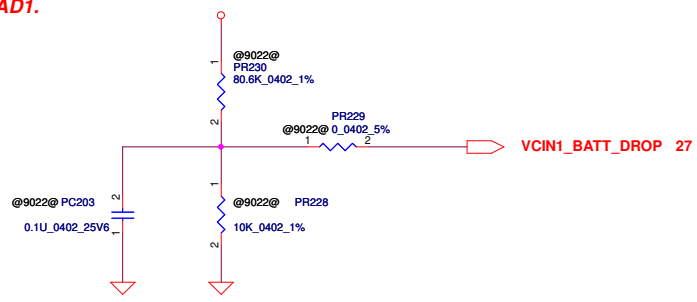 AD1.
1
@9022@
PR230
80.6K_0402_1%
2
PR229
@9022@ 0_0402_5%
1 2
VCIN1_BATT_DROP 27
1
@9022@ PR228
10K_0402_1%
2
@9022@ PC203
2
0.1U_0402_25V6
1